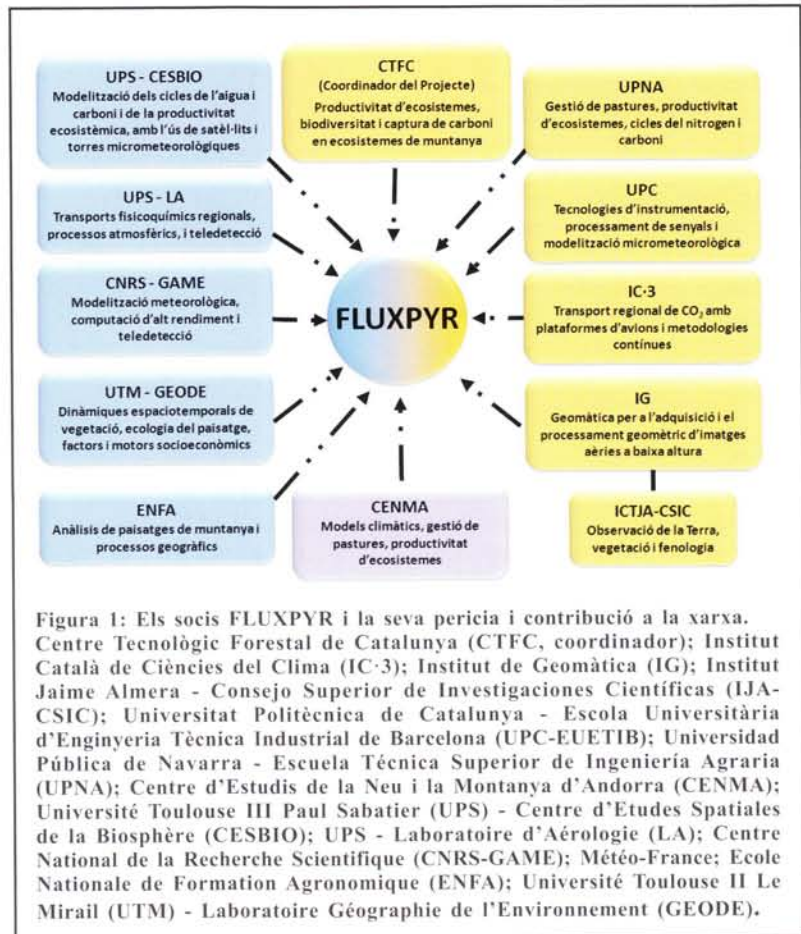 UPS - CESBIO
Modelització dels cicles de l'aigua i
carboni i de la productivitat
ecosistèmica, amb l'ús de satèl·lits i
torres micrometeorològiques
CTFC
(Coordinador del Projecte)
Productivitat d'ecosistemes,
biodiversitat i captura de carboni
en ecosistemes de muntanya
UPNA
Gestió de pastures, productivitat
d'ecosistemes, cicles del nitrogen i
carboni
UPS - LA
Transports fisicoquímics regionals,
processos atmosfèrics, i teledetecció
UPC
Tecnologies d'instrumentació,
processament de senyals i
modelització micrometeorològica
CNRS - GAME
Modelització meteorològica,
computació d'alt rendiment i
teledetecció
FLUXPYR
IC·3
Transport regional de CO₂ amb
plataformes d'avions i metodologies
contínues
UTM - GEODE
Dinàmiques espaciotemporals de
vegetació, ecologia del paisatge,
factors i motors socioeconòmics
IG
Geomàtica per a l'adquisició i el
processament geomètric d'imatges
aèries a baixa altura
ENFA
Anàlisis de paisatges de muntanya i
processos geogràfics
CENMA
Models climàtics, gestió de
pastures, productivitat
d'ecosistemes
ICTJA-CSIC
Observació de la Terra,
vegetació i fenologia
Figura 1: Els socis FLUXPYR i la seva pericia i contribució a la xarxa.
Centre Tecnològic Forestal de Catalunya (CTFC, coordinador); Institut
Català de Ciències del Clima (IC·3); Institut de Geomàtica (IG); Institut
Jaime Almera - Consejo Superior de Investigaciones Científicas (IJA-
CSIC); Universitat Politècnica de Catalunya - Escola Universitària
d'Enginyeria Tècnica Industrial de Barcelona (UPC-EUETIB); Universidad
Pública de Navarra - Escuela Técnica Superior de Ingeniería Agraria
(UPNA); Centre d'Estudis de la Neu i la Montanya d'Andorra (CENMA);
Université Toulouse III Paul Sabatier (UPS) - Centre d'Etudes Spatiales
de la Biosphère (CESBIO); UPS - Laboratoire d'Aérologie (LA); Centre
National de la Recherche Scientifique (CNRS-GAME); Météo-France; Ecole
Nationale de Formation Agronomique (ENFA); Université Toulouse II Le
Mirail (UTM) - Laboratoire Géographie de l'Environnement (GEODE).